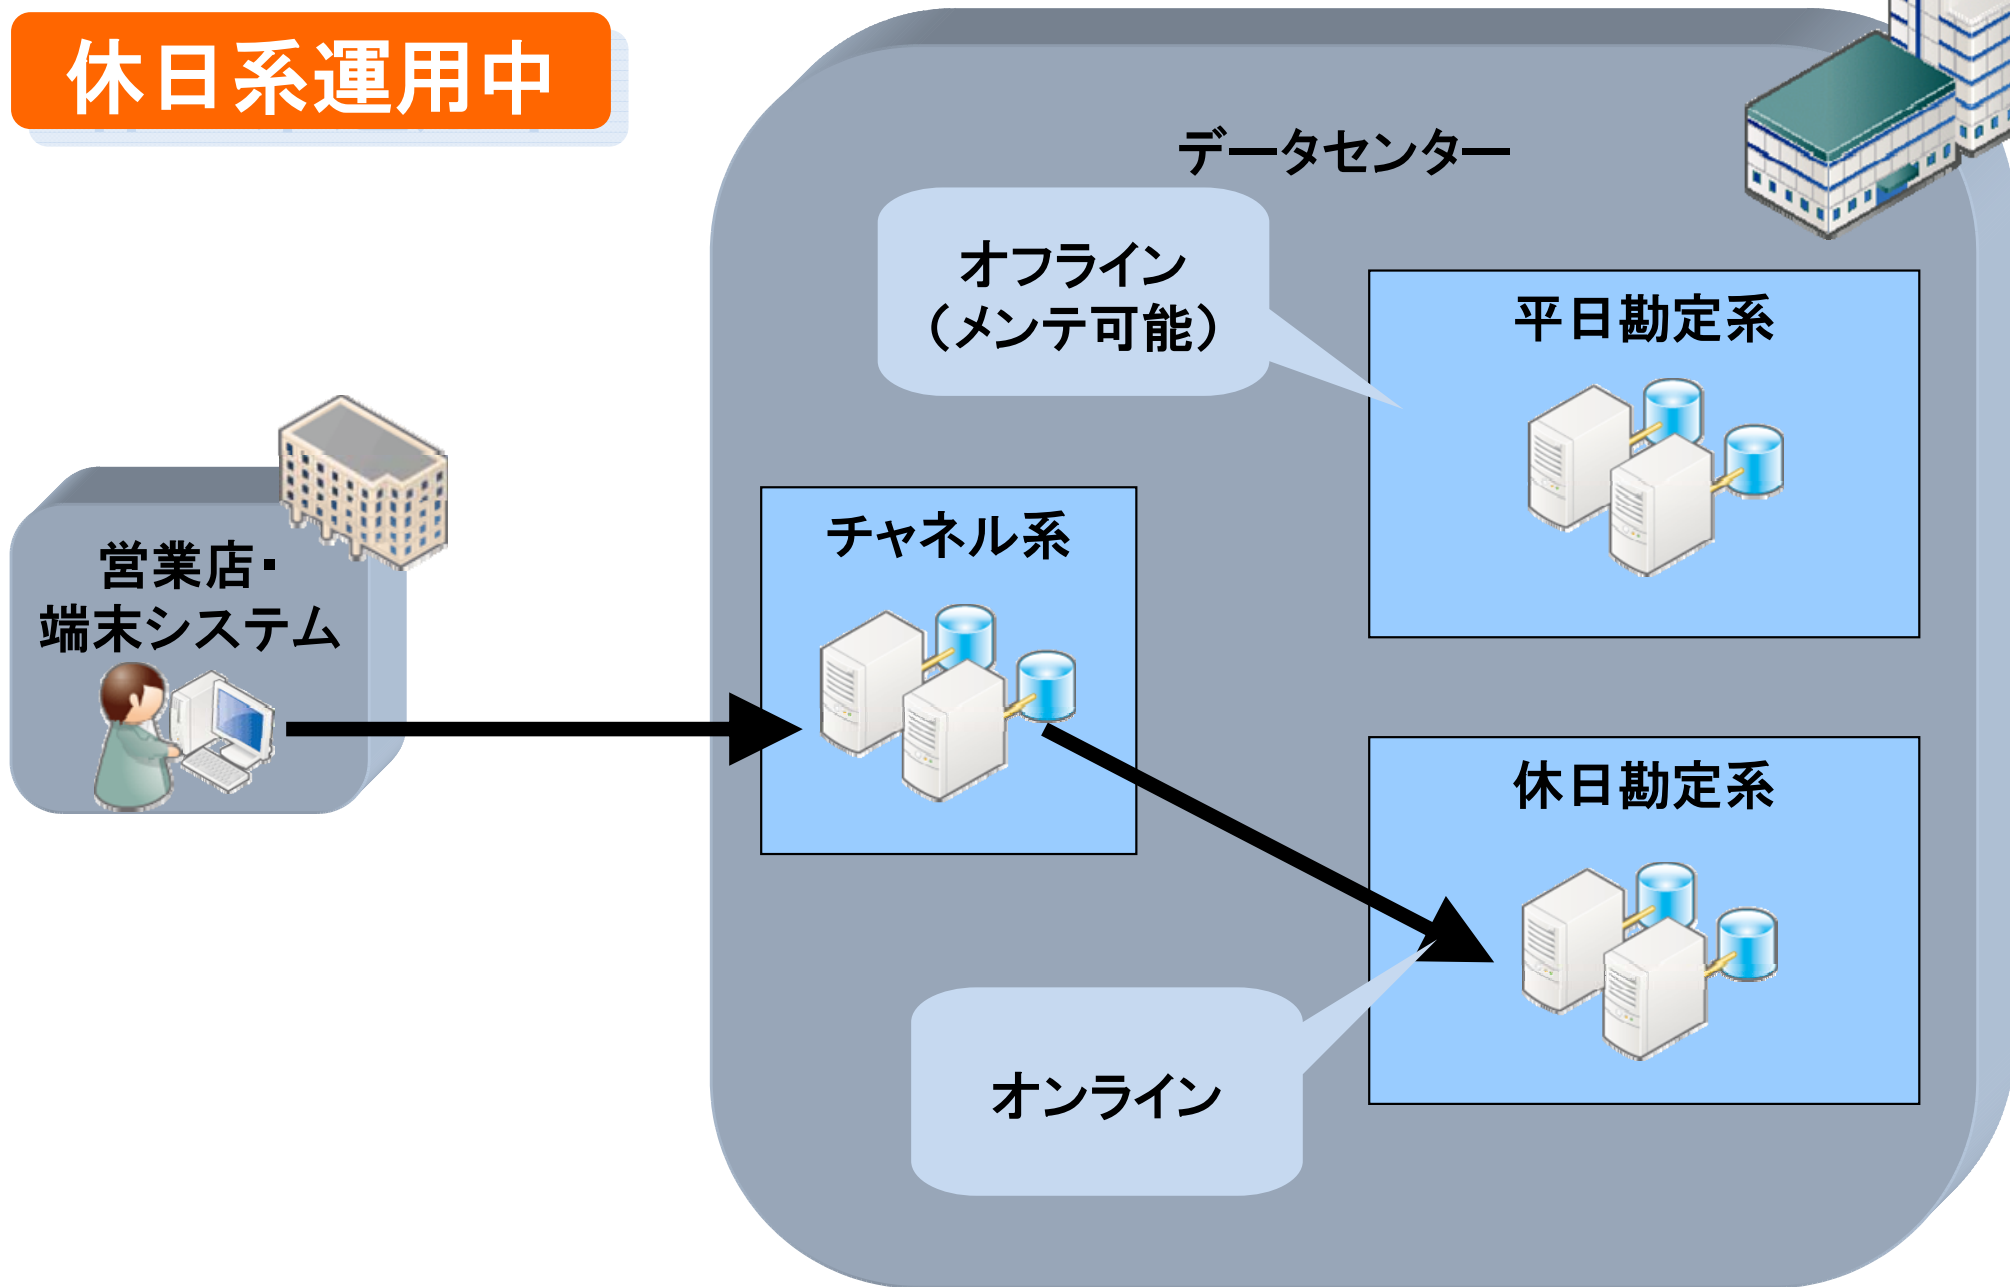 休日系運用中
データセンター
オフライン
（メンテ可能）
平日勘定系
チャネル系
営業店・
端末システム
休日勘定系
オンライン